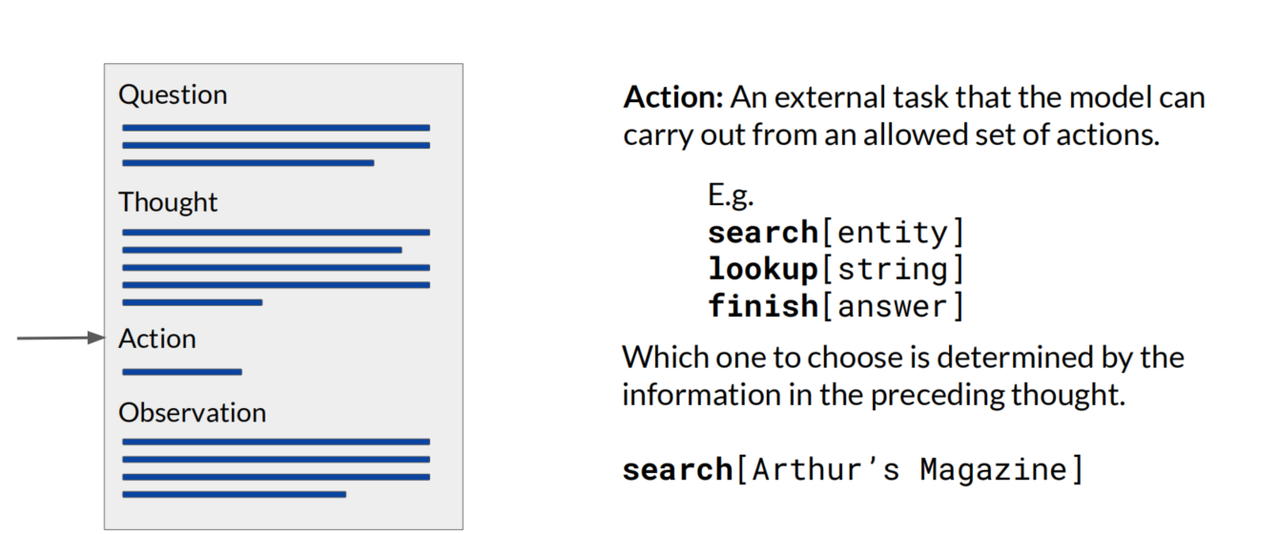 Question
Thought
Action
Observation
Action: An external task that the model can
carry out from an allowed set of actions.
E.g.
search[entity]
lookup[string]
finish[answer]
Which one to choose is determined by the
information in the preceding thought.
search[Arthur’s Magazine]